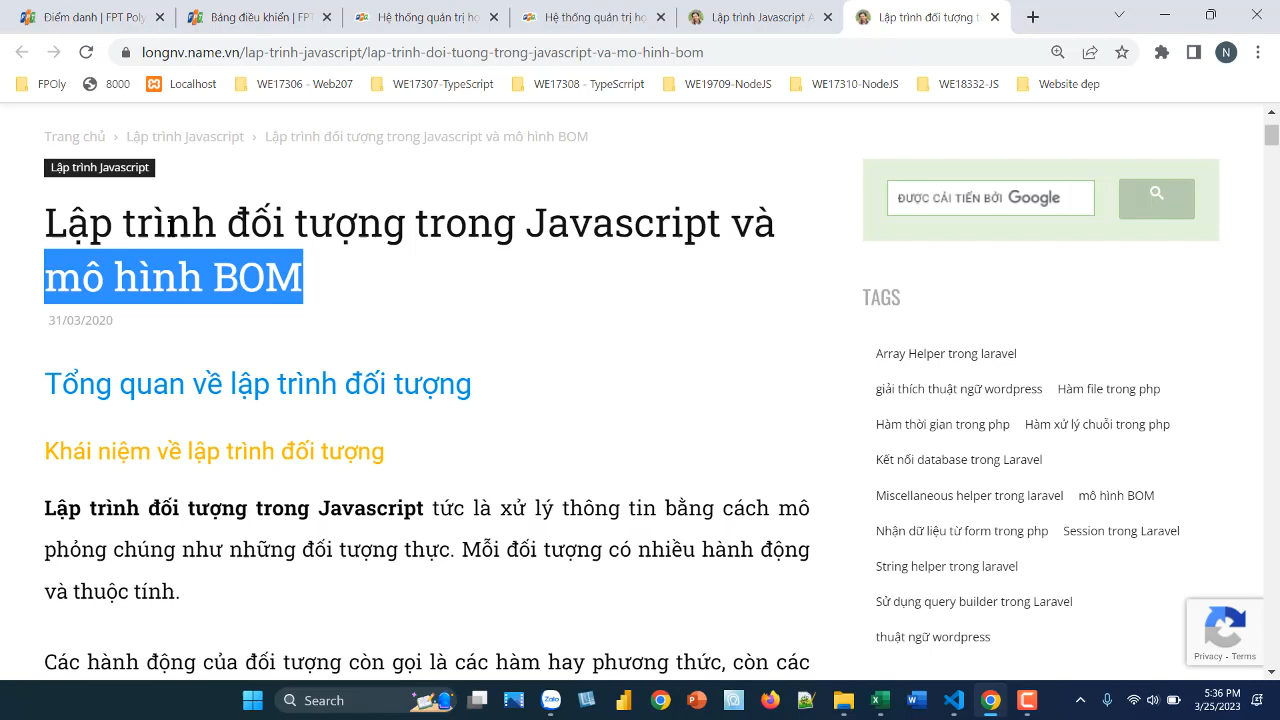 Điểm danh | FPT Poly
Bảng điều khiển | FPT
Hệ thống quản trị họ
Hệ thống quản trị họ
Lập trình Javascript A
Lập trình đối tượng t
longnv.name.vn/lap-trinh-javascript/lap-trinh-doi-tuong-trong-javascript-va-mo-hinh-bom
N
FPOly
8000
Localhost
WE17306 - Web207
WE17307-TypeScript
WE17308 - TypeScrript
WE19709-NodeJS
WE17310-NodeJS
WE18332-JS
Website đẹp
Trang chủ › Lập trình Javascript › Lập trình đối tượng trong Javascript và mô hình BOM
Lập trình Javascript
Lập trình đối tượng trong Javascript và
mô hình BOM
31/03/2020
Tổng quan về lập trình đối tượng
Khái niệm về lập trình đối tượng
Lập trình đối tượng trong Javascript tức là xử lý thông tin bằng cách mô
phỏng chúng như những đối tượng thực. Mỗi đối tượng có nhiều hành động
và thuộc tính.
Các hành động của đối tượng còn gọi là các hàm hay phương thức, còn các
ĐƯỢC CẢI TIẾN BỞI Google
TAGS
Array Helper trong laravel
giải thích thuật ngữ wordpress Hàm file trong php
Hàm thời gian trong php Hàm xử lý chuỗi trong php
Kết nối database trong Laravel
Miscellaneous helper trong laravel mô hình BOM
Nhận dữ liệu từ form trong php Session trong Laravel
String helper trong laravel
Sử dụng query builder trong Laravel
thuật ngữ wordpress
Privacy - Terms
Search
Zalo
5:36 PM
3/25/2023